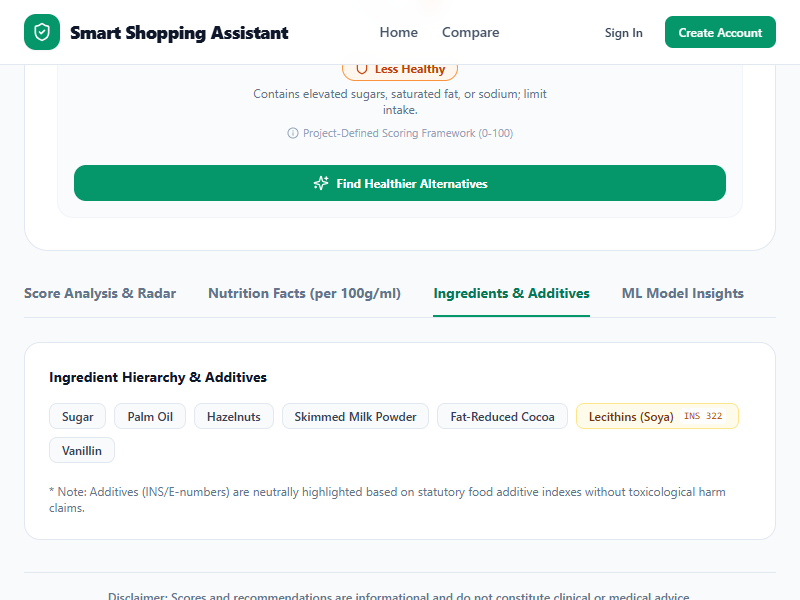 Smart Shopping Assistant
Home
Compare
Sign In
Create Account
Less Healthy
Contains elevated sugars, saturated fat, or sodium; limit
intake.
Project-Defined Scoring Framework (0-100)
Find Healthier Alternatives
Score Analysis & Radar
Nutrition Facts (per 100g/ml)
Ingredients & Additives
ML Model Insights
Ingredient Hierarchy & Additives
Sugar
Palm Oil
Hazelnuts
Skimmed Milk Powder
Fat-Reduced Cocoa
Lecithins (Soya) INS 322
Vanillin
* Note: Additives (INS/E-numbers) are neutrally highlighted based on statutory food additive indexes without toxicological harm
claims.
Disclaimer: Scores and recommendations are informational and do not constitute clinical or medical advice.